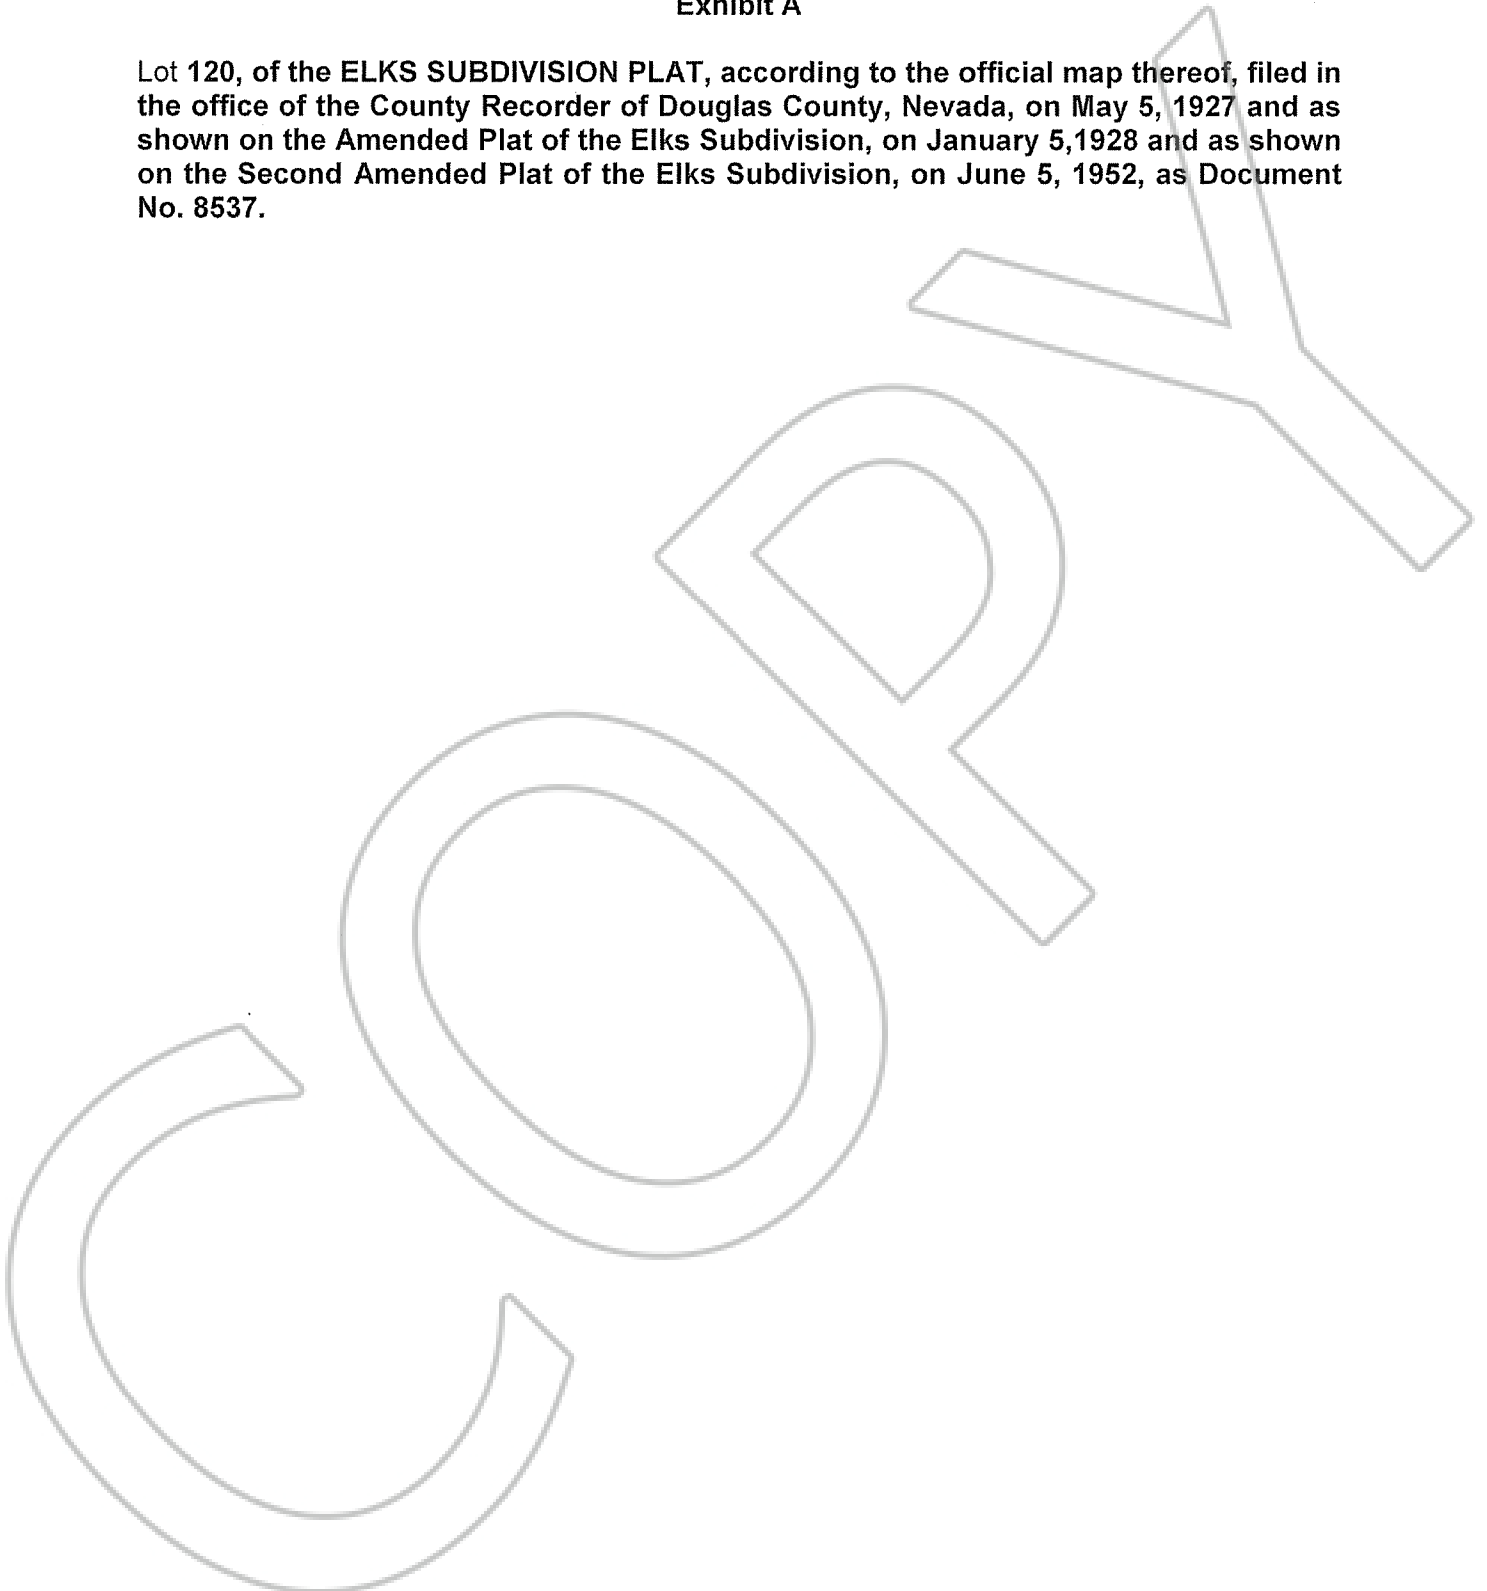 Exhibit A
Lot 120, of the ELKS SUBDIVISION PLAT, according to the official map thereof, filed in
the office of the County Recorder of Douglas County, Nevada, on May 5, 1927 and as
shown on the Amended Plat of the Elks Subdivision, on January 5,1928 and as shown
on the Second Amended Plat of the Elks Subdivision, on June 5, 1952, as Document
No. 8537.
COPY